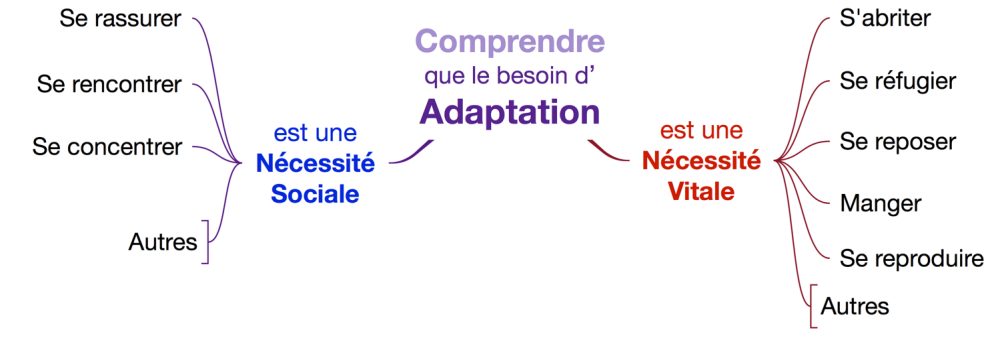 Comprendre
que le besoin d’
Adaptation
est une
Nécessité
Sociale
Se rassurer
Se rencontrer
Se concentrer
Autres
est une
Nécessité
Vitale
S'abriter
Se réfugier
Se reposer
Manger
Se reproduire
Autres